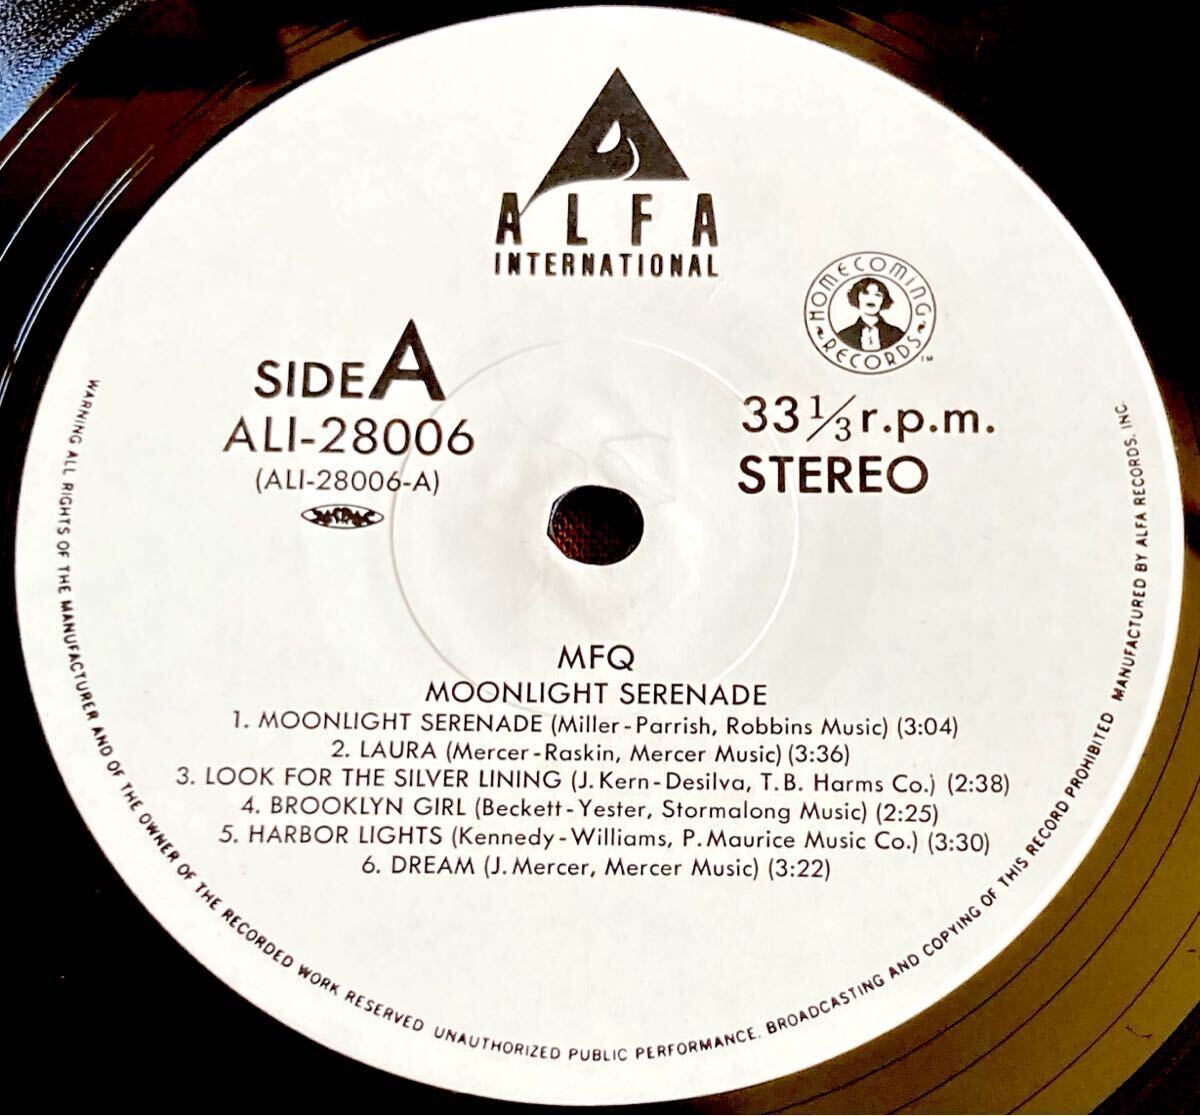 ALFA
INTERNATIONAL
HOMECOMING
RECORDS
TM
SIDE A
ALI-28006
(ALI-28006-A)
JASRAC
33 1/3 r.p.m.
STEREO
MFQ
MOONLIGHT SERENADE
1. MOONLIGHT SERENADE (Miller-Parrish, Robbins Music) (3:04)
2. LAURA (Mercer-Raskin, Mercer Music) (3:36)
3. LOOK FOR THE SILVER LINING (J. Kern-Desilva, T.B. Harms Co.) (2:38)
4. BROOKLYN GIRL (Beckett-Yester, Stormalong Music) (2:25)
5. HARBOR LIGHTS (Kennedy-Williams, P. Maurice Music Co.) (3:30)
6. DREAM (J. Mercer, Mercer Music) (3:22)
WARNING ALL RIGHTS OF THE MANUFACTURER AND OF THE OWNER OF THE RECORDED WORK RESERVED UNAUTHORIZED PUBLIC PERFORMANCE. BROADCASTING AND COPYING OF THIS RECORD PROHIBITED MANUFACTURED BY ALFA RECORDS, INC.